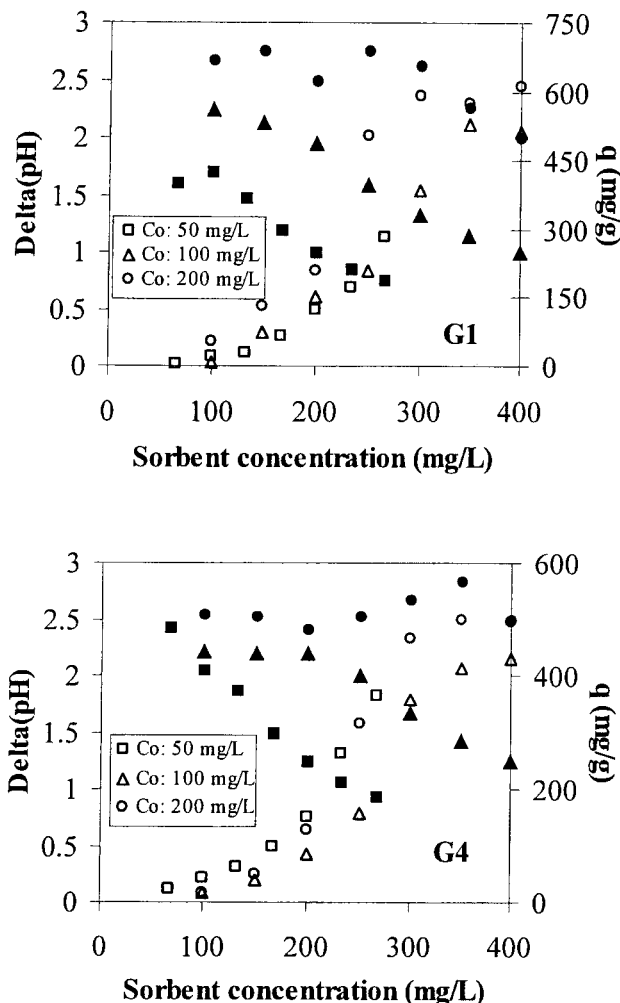 3
2.5
2
1.5
1
0.5
0
Delta(pH)
750
600
450
300
150
0
q (mg/g)
Co: 50 mg/L
Co: 100 mg/L
Co: 200 mg/L
G1
0 100 200 300 400
Sorbent concentration (mg/L)
3
2.5
2
1.5
1
0.5
0
Delta(pH)
600
400
200
0
q (mg/g)
Co: 50 mg/L
Co: 100 mg/L
Co: 200 mg/L
G4
0 100 200 300 400
Sorbent concentration (mg/L)